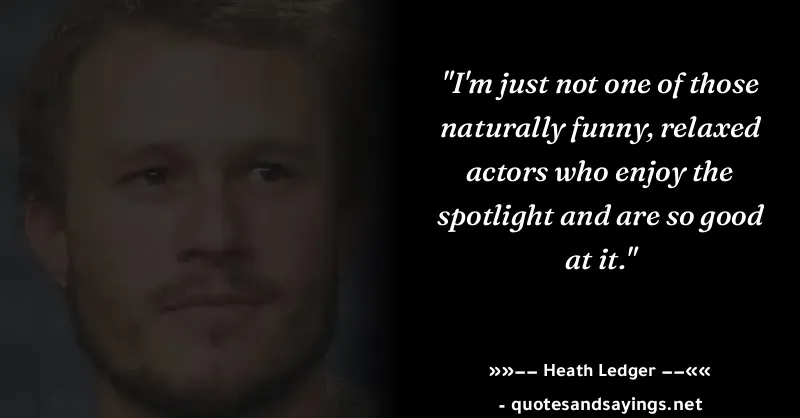 "I'm just not one of those
naturally funny, relaxed
actors who enjoy the
spotlight and are so good
at it."
»»−− Heath Ledger −−««
- quotesandsayings.net